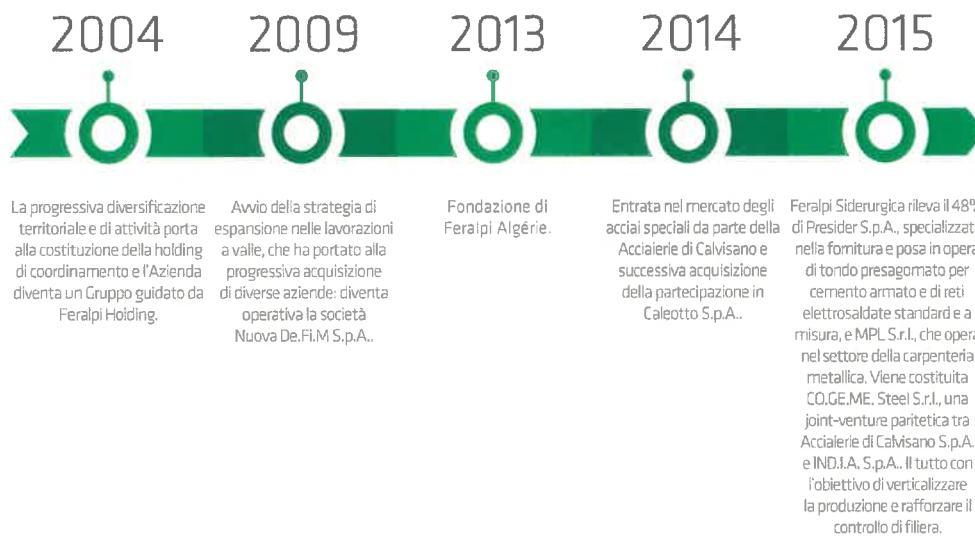 2004
La progressiva diversificazione
territoriale e di attività porta
alla costituzione della holding
di coordinamento e l'Azienda
diventa un Gruppo guidato da
Feralpi Holding.
2009
Avvio della strategia di
espansione nelle lavorazioni
a valle, che ha portato alla
progressiva acquisizione
di diverse aziende: diventa
operativa la società
Nuova De.Fi.M S.p.A..
2013
Fondazione di
Feralpi Algérie.
2014
Entrata nel mercato degli
acciai speciali da parte della
Acciaierie di Calvisano e
successiva acquisizione
della partecipazione in
Caleotto S.p.A..
2015
Feralpi Siderurgica rileva il 48%
di Presider S.p.A., specializzat
nella fornitura e posa in opera
di tondo presagomato per
cemento armato e di reti
elettrosaldate standard e a
misura, e MPL S.r.l., che opera
nel settore della carpenteria
metallica. Viene costituita
CO.GE.ME. Steel S.r.l., una
joint-venture paritetica tra
Acciaierie di Calvisano S.p.A.
e IND.I.A. S.p.A.. Il tutto con
l'obiettivo di verticalizzare
la produzione e rafforzare il
controllo di filiera.